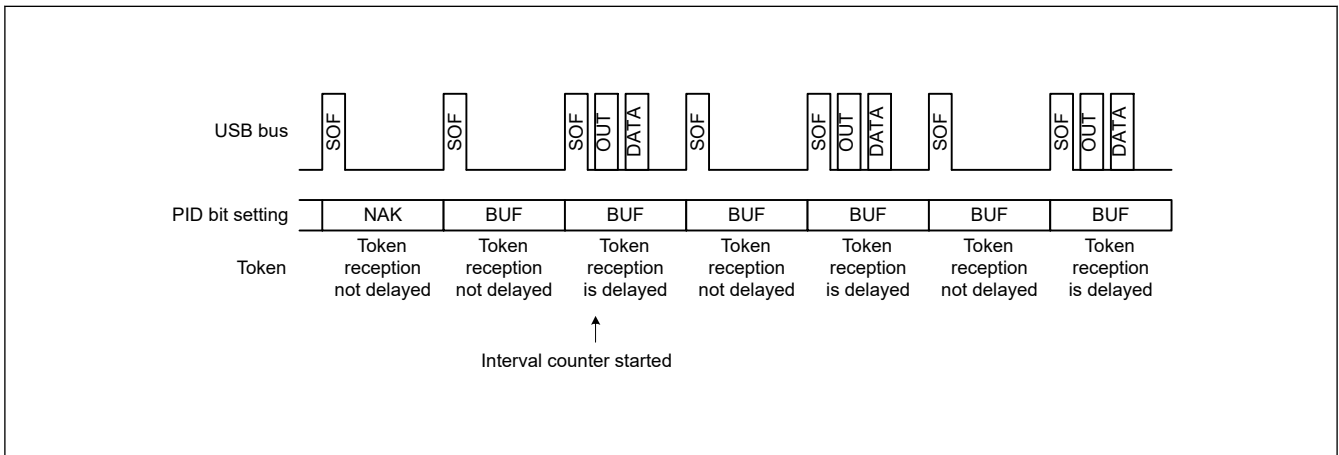 USB bus
SOF SOF SOF OUT DATA SOF SOF OUT DATA SOF SOF OUT DATA
PID bit setting NAK BUF BUF BUF BUF BUF BUF
Token
Token reception not delayed
Token reception not delayed
Token reception is delayed
Token reception not delayed
Token reception is delayed
Token reception not delayed
Token reception is delayed
Interval counter started